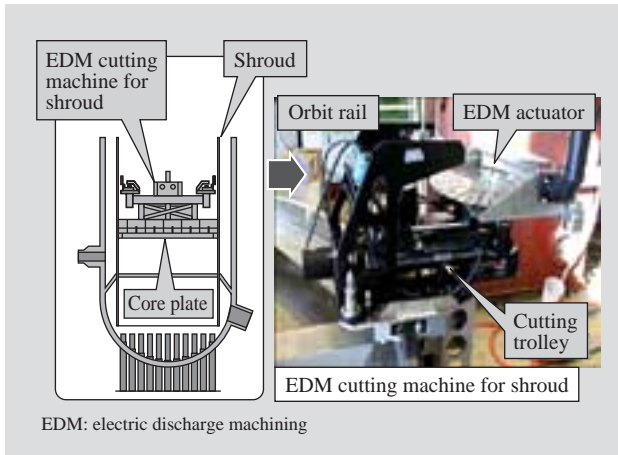 EDM cutting
machine for
shroud
Shroud
Core plate
Orbit rail
EDM actuator
Cutting
trolley
EDM cutting machine for shroud
EDM: electric discharge machining